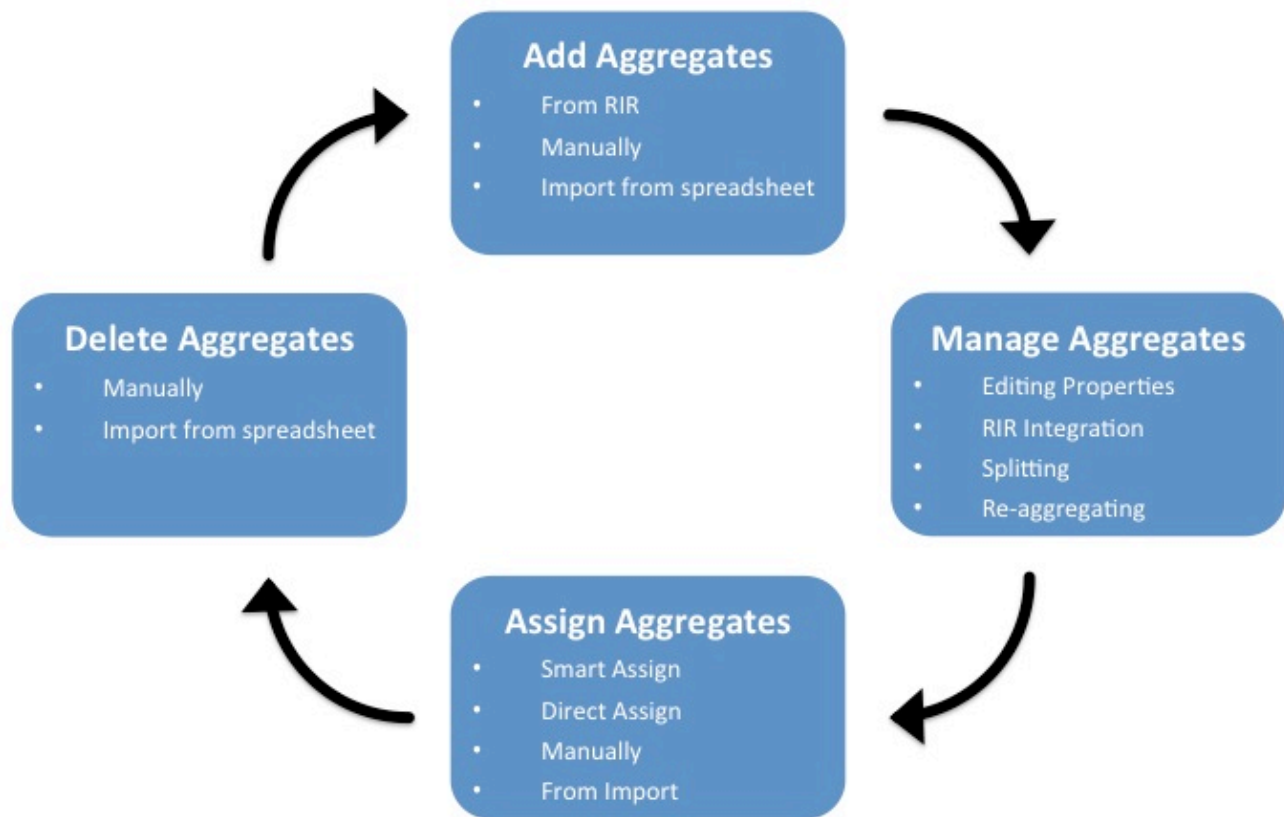 Add Aggregates
• From RIR
• Manually
• Import from spreadsheet
Manage Aggregates
• Editing Properties
• RIR Integration
• Splitting
• Re-aggregating
Assign Aggregates
• Smart Assign
• Direct Assign
• Manually
• From Import
Delete Aggregates
• Manually
• Import from spreadsheet